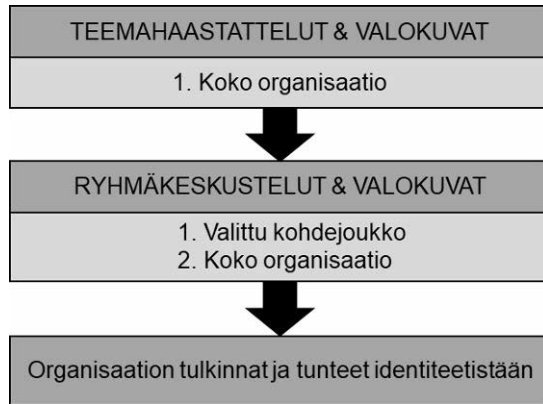 TEEMAHAASTATTELUT & VALOKUVAT
1. Koko organisaatio
RYHMÄKESKUSTELUT & VALOKUVAT
1. Valittu kohdejoukko
2. Koko organisaatio
Organisaation tulkinnat ja tunteet identiteetistään